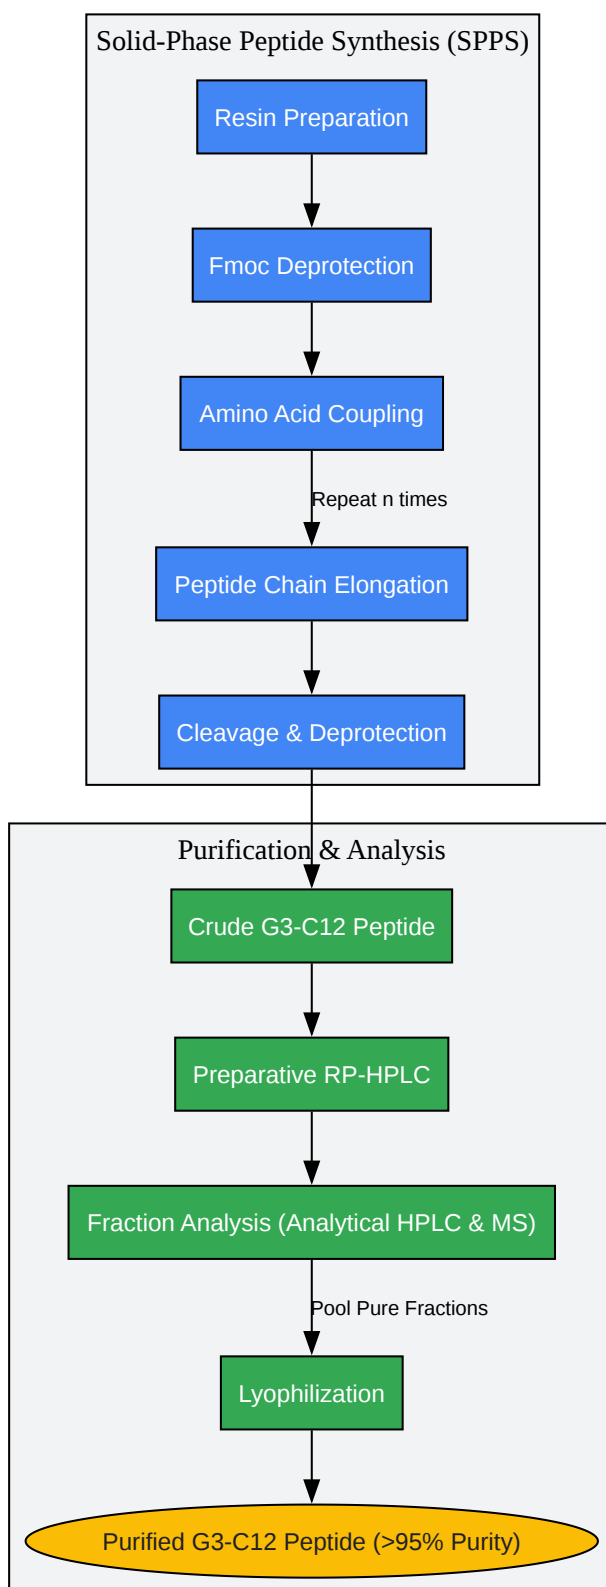 Solid-Phase Peptide Synthesis (SPPS)
Resin Preparation
Fmoc Deprotection
Amino Acid Coupling
Repeat n times
Peptide Chain Elongation
Cleavage & Deprotection
Purification & Analysis
Crude G3-C12 Peptide
Preparative RP-HPLC
Fraction Analysis (Analytical HPLC & MS)
Pool Pure Fractions
Lyophilization
Purified G3-C12 Peptide (>95% Purity)